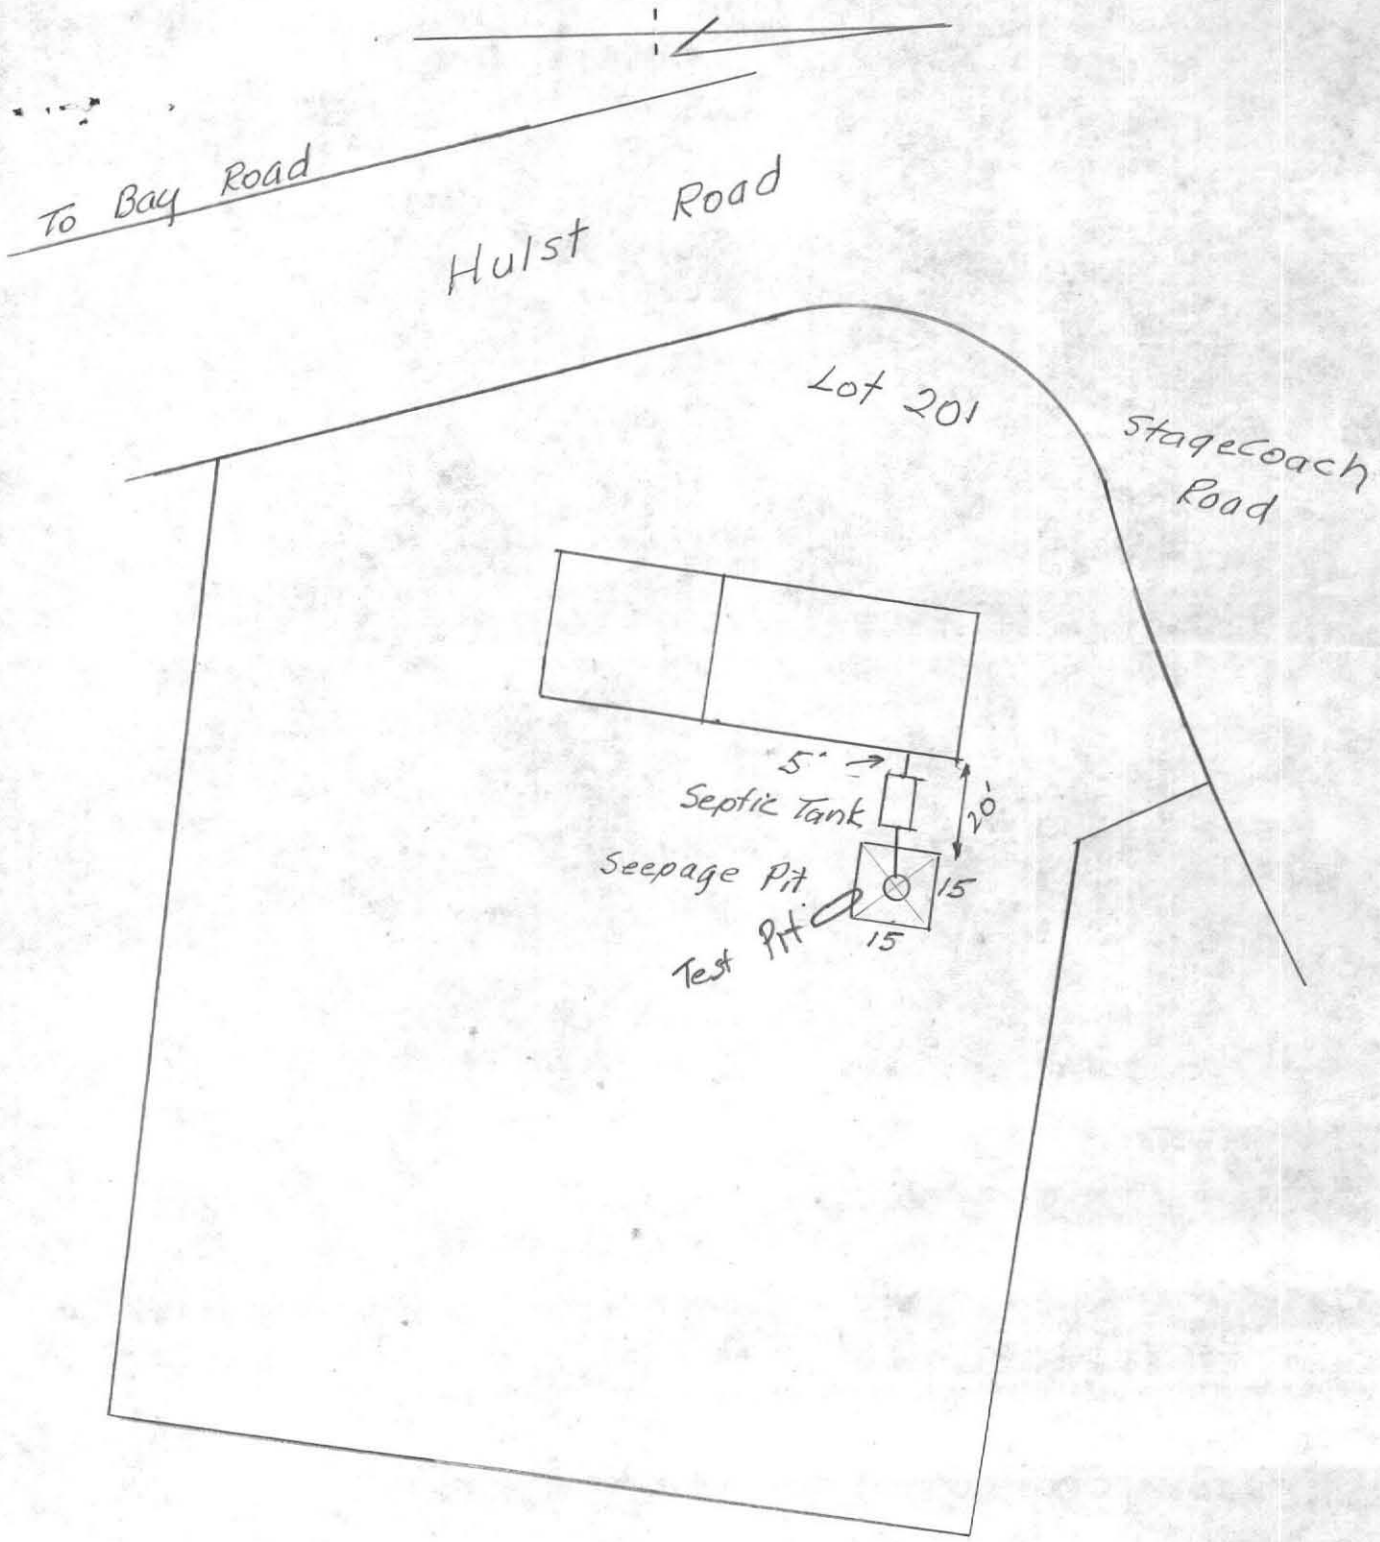 To Bay Road
Hulst Road
Lot 201
Stagecoach
Road
5'
Septic Tank
20'
Seepage Pit
15
Test Pit
15